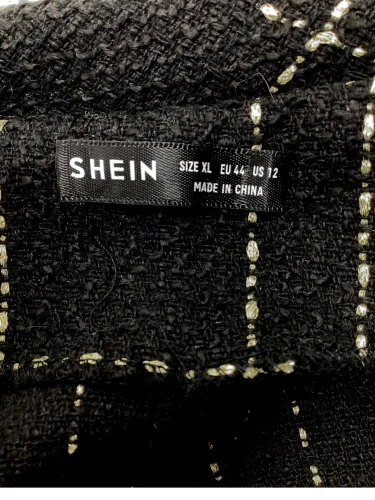 SHEIN
SIZE XL EU 44 US 12
MADE IN CHINA